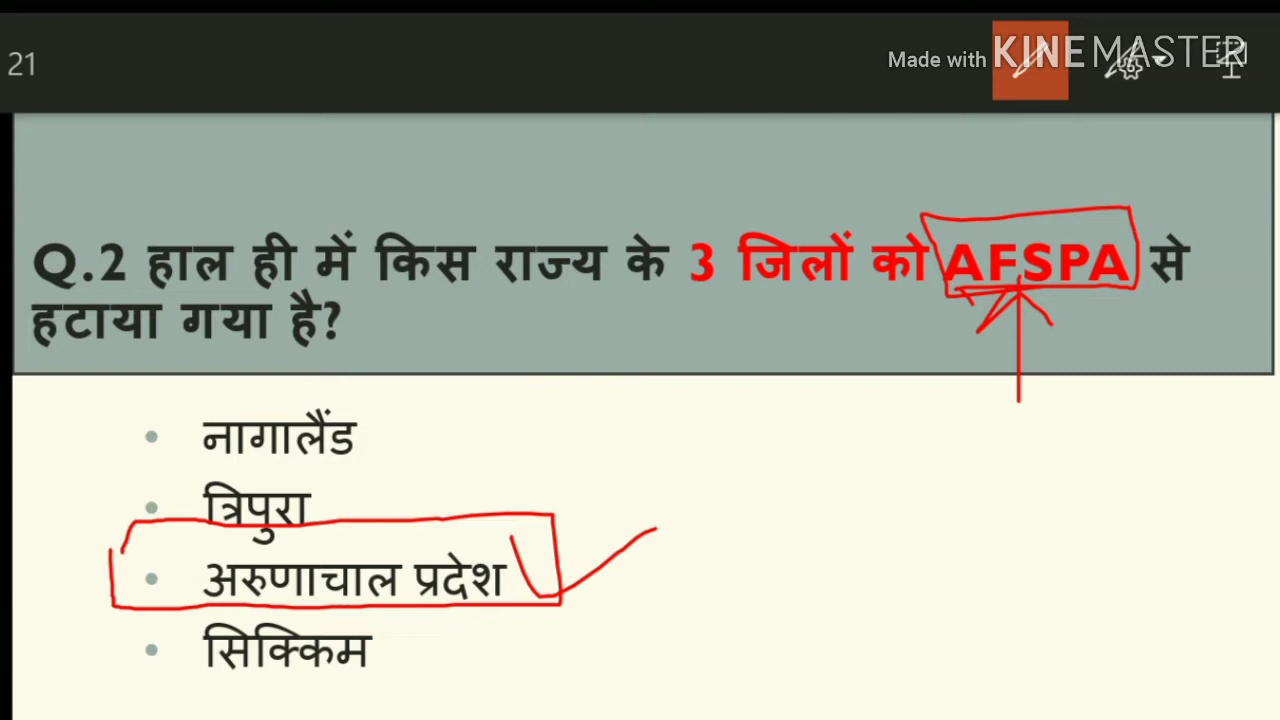 21
Made with KINEMASTER
Q.2 हाल ही में किस राज्य के 3 जिलों को AFSPA से
हटाया गया है?
• नागालैंड
• त्रिपुरा
• अरुणाचाल प्रदेश
• सिक्किम